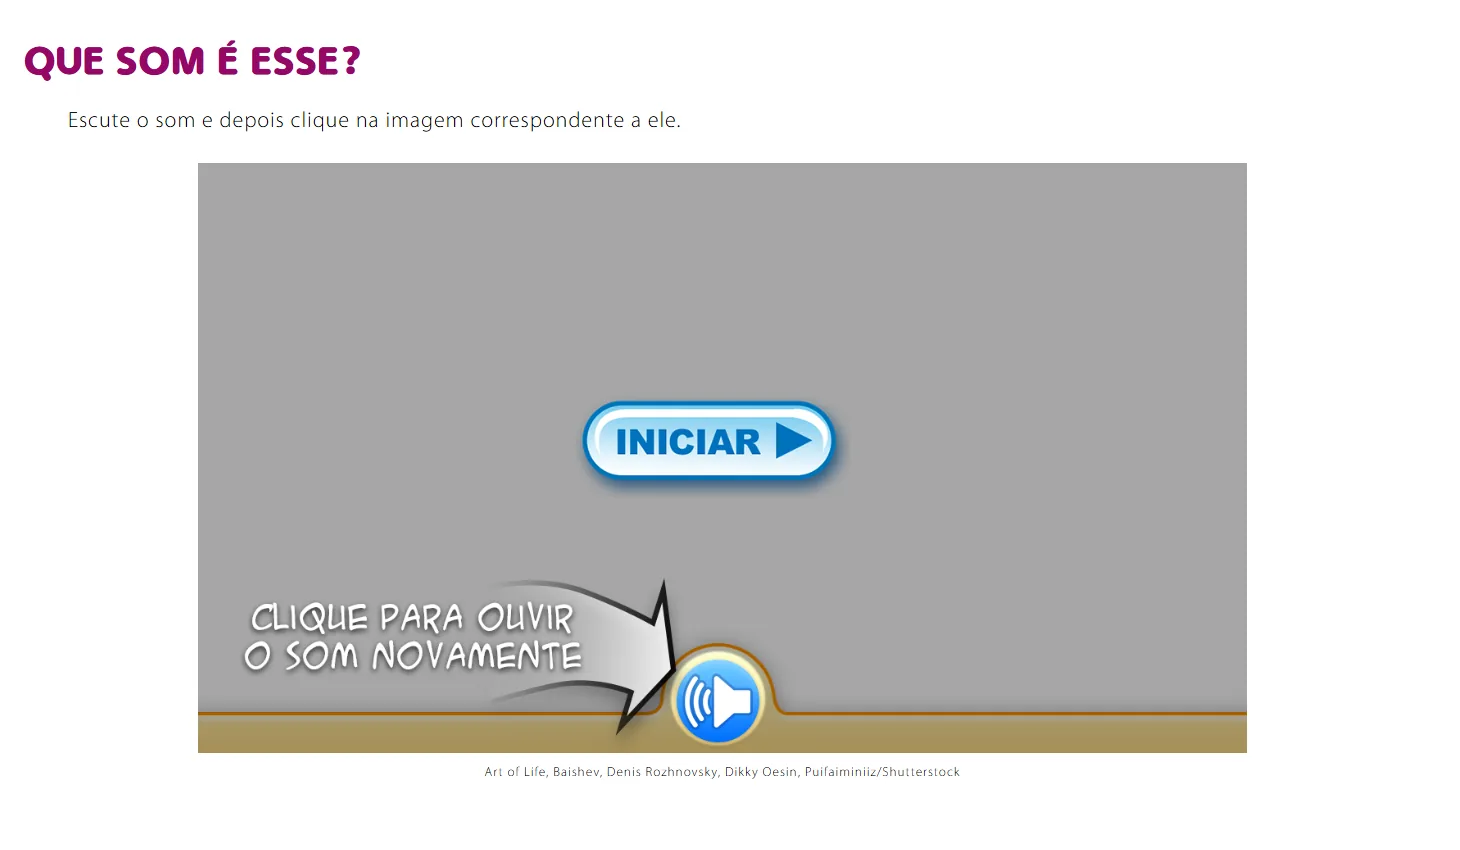 QUE SOM É ESSE?
Escute o som e depois clique na imagem correspondente a ele.
INICIAR
CLIQUE PARA OUVIR
O SOM NOVAMENTE
Art of Life, Baishev, Denis Rozhnovsky, Dikky Oesin, Puifaiminiiz/Shutterstock